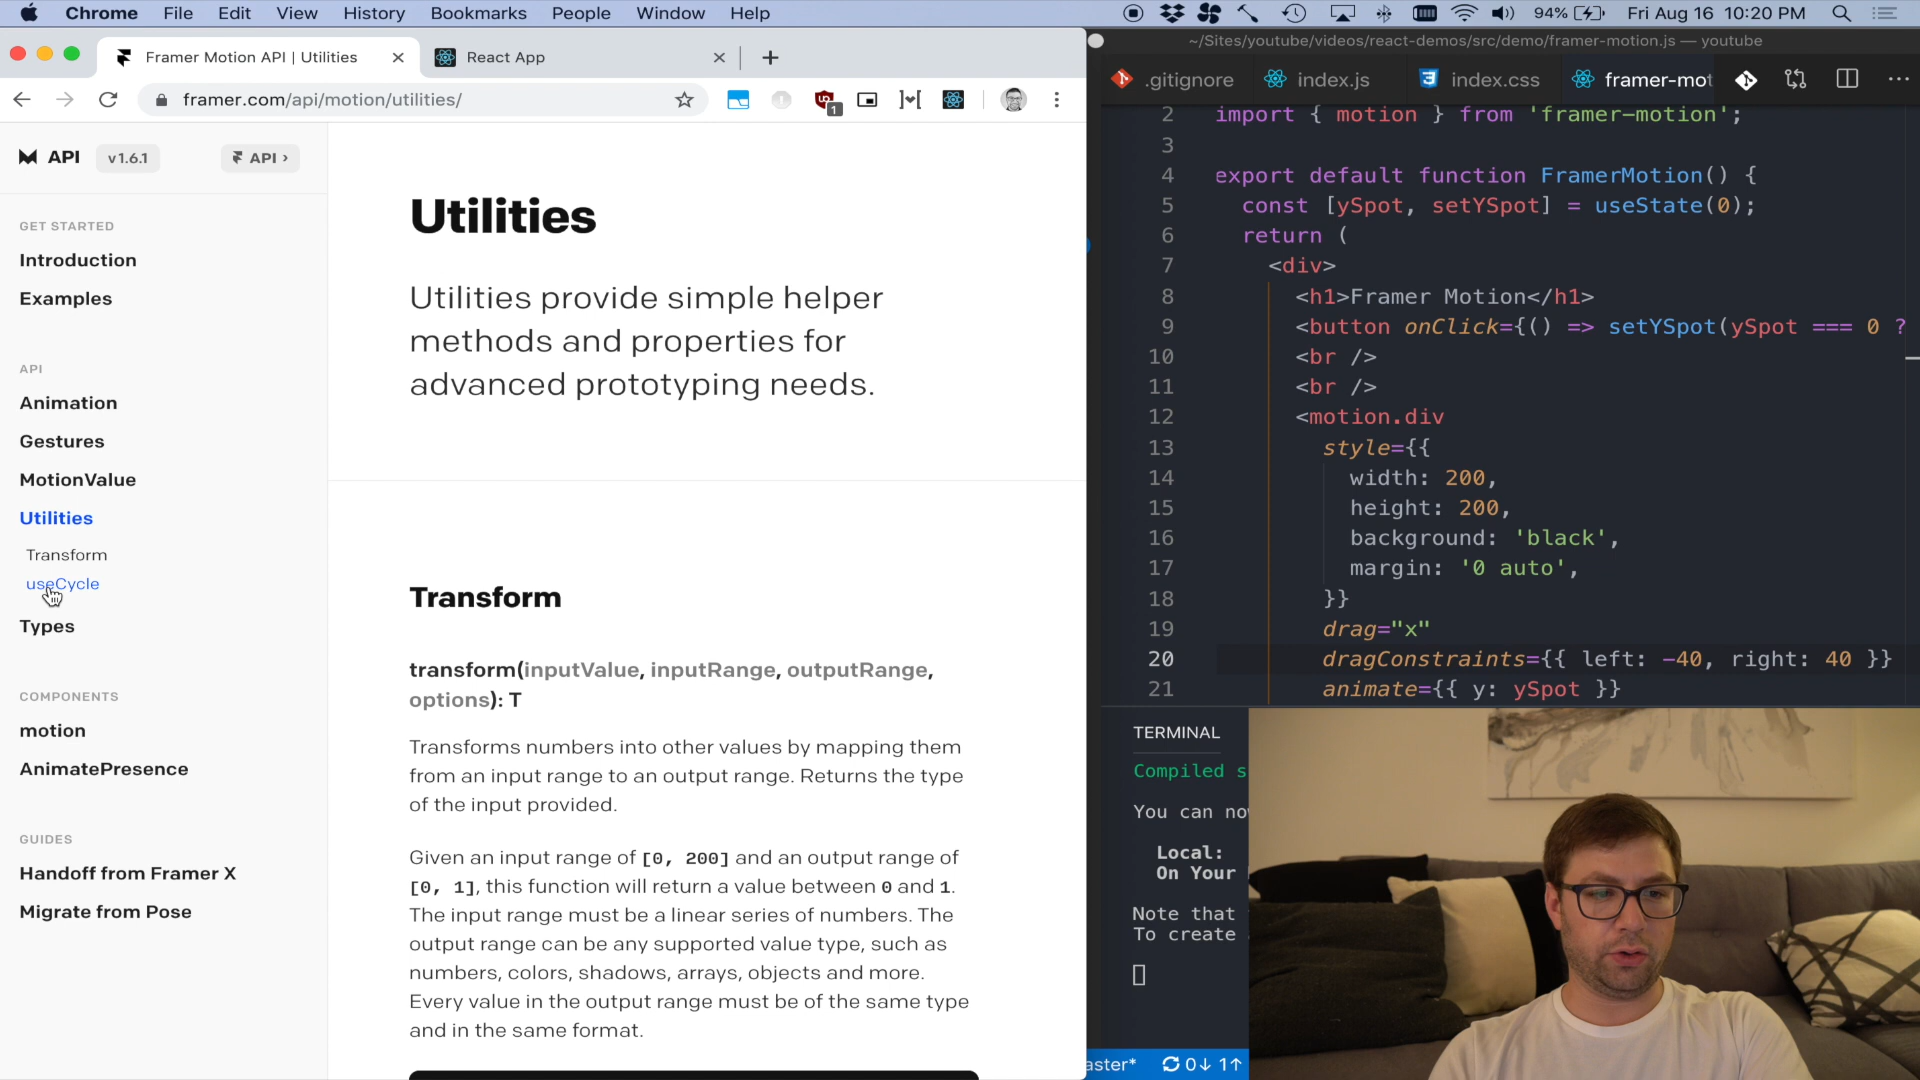 Chrome File Edit View History Bookmarks People Window Help 94% Fri Aug 16 10:20 PM
Framer Motion API | Utilities
React App
framer.com/api/motion/utilities/
1
API v1.6.1 API ›
GET STARTED
Introduction
Examples
API
Animation
Gestures
MotionValue
Utilities
Transform
useCycle
Types
COMPONENTS
motion
AnimatePresence
GUIDES
Handoff from Framer X
Migrate from Pose
Utilities
Utilities provide simple helper
methods and properties for
advanced prototyping needs.
Transform
transform(inputValue, inputRange, outputRange,
options): T
Transforms numbers into other values by mapping them
from an input range to an output range. Returns the type
of the input provided.
Given an input range of [0, 200] and an output range of
[0, 1], this function will return a value between 0 and 1.
The input range must be a linear series of numbers. The
output range can be any supported value type, such as
numbers, colors, shadows, arrays, objects and more.
Every value in the output range must be of the same type
and in the same format.
~/Sites/youtube/videos/react-demos/src/demo/framer-motion.js — youtube
.gitignore index.js index.css framer-mot
2 import { motion } from 'framer-motion';
3
4 export default function FramerMotion() {
5 const [ySpot, setYSpot] = useState(0);
6 return (
7 <div>
8 <h1>Framer Motion</h1>
9 <button onClick={() => setYSpot(ySpot === 0 ?
10 <br />
11 <br />
12 <motion.div
13 style={{
14 width: 200,
15 height: 200,
16 background: 'black',
17 margin: '0 auto',
18 }}
19 drag="x"
20 dragConstraints={{ left: -40, right: 40 }}
21 animate={{ y: ySpot }}
TERMINAL
Compiled s
You can no
Local:
On Your
Note that
To create
aster* 0↓ 1↑